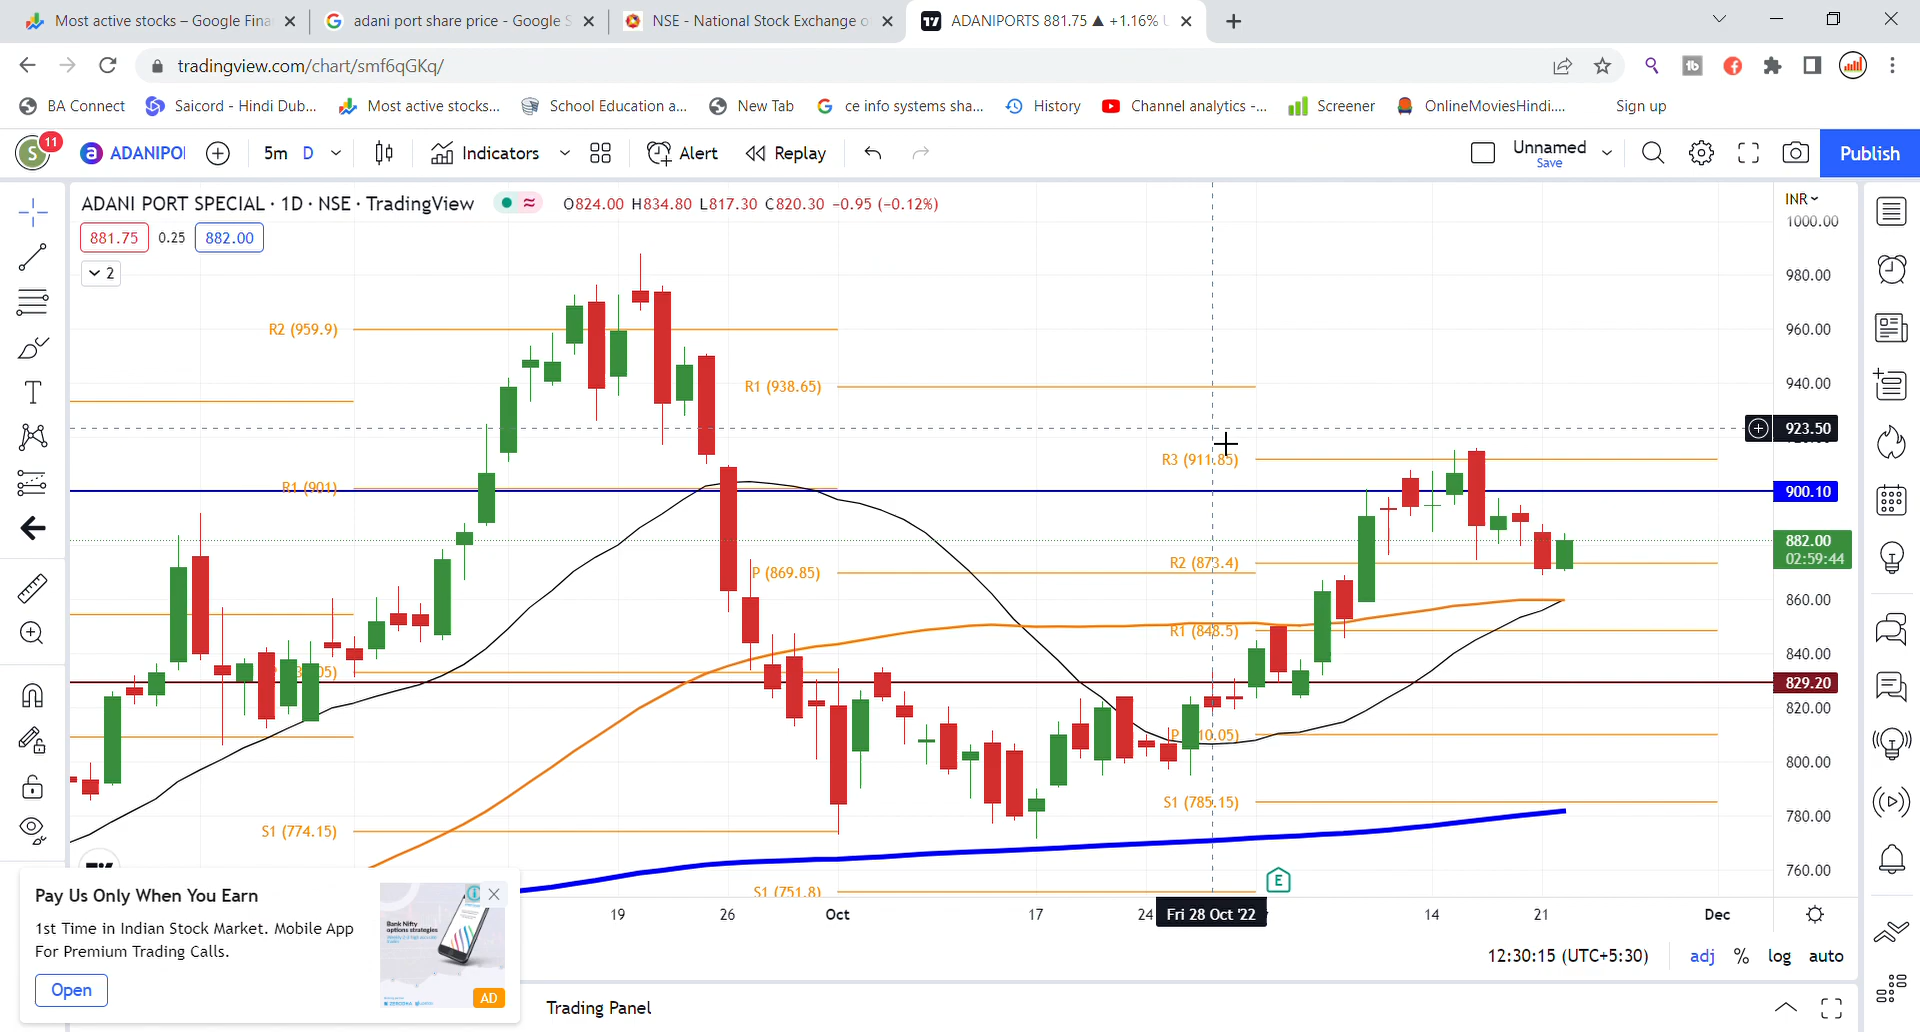 Most active stocks – Google Fina
adani port share price - Google S
NSE - National Stock Exchange o
ADANIPORTS 881.75 ▲ +1.16% U
tradingview.com/chart/smf6qGKq/
BA Connect
Saicord - Hindi Dub...
Most active stocks...
School Education a...
New Tab
ce info systems sha...
History
Channel analytics -...
Screener
OnlineMoviesHindi....
Sign up
S
11
ADANIPOI
5m
D
Indicators
Alert
Replay
Unnamed
Save
Publish
ADANI PORT SPECIAL · 1D · NSE · TradingView
O824.00 H834.80 L817.30 C820.30 −0.95 (−0.12%)
881.75
0.25
882.00
2
INR
1000.00
980.00
960.00
940.00
923.50
900.10
882.00
02:59:44
860.00
840.00
829.20
820.00
800.00
780.00
760.00
R2 (959.9)
R1 (938.65)
R3 (911.85)
R1 (901)
P (869.85)
R2 (873.4)
R1 (848.5)
S1 (785.15)
S1 (774.15)
S1 (751.8)
E
19
26
Oct
17
24
Fri 28 Oct '22
14
21
Dec
12:30:15 (UTC+5:30)
adj
%
log
auto
Pay Us Only When You Earn
1st Time in Indian Stock Market. Mobile App
For Premium Trading Calls.
Open
Bank Nifty
options strategies
AD
Trading Panel